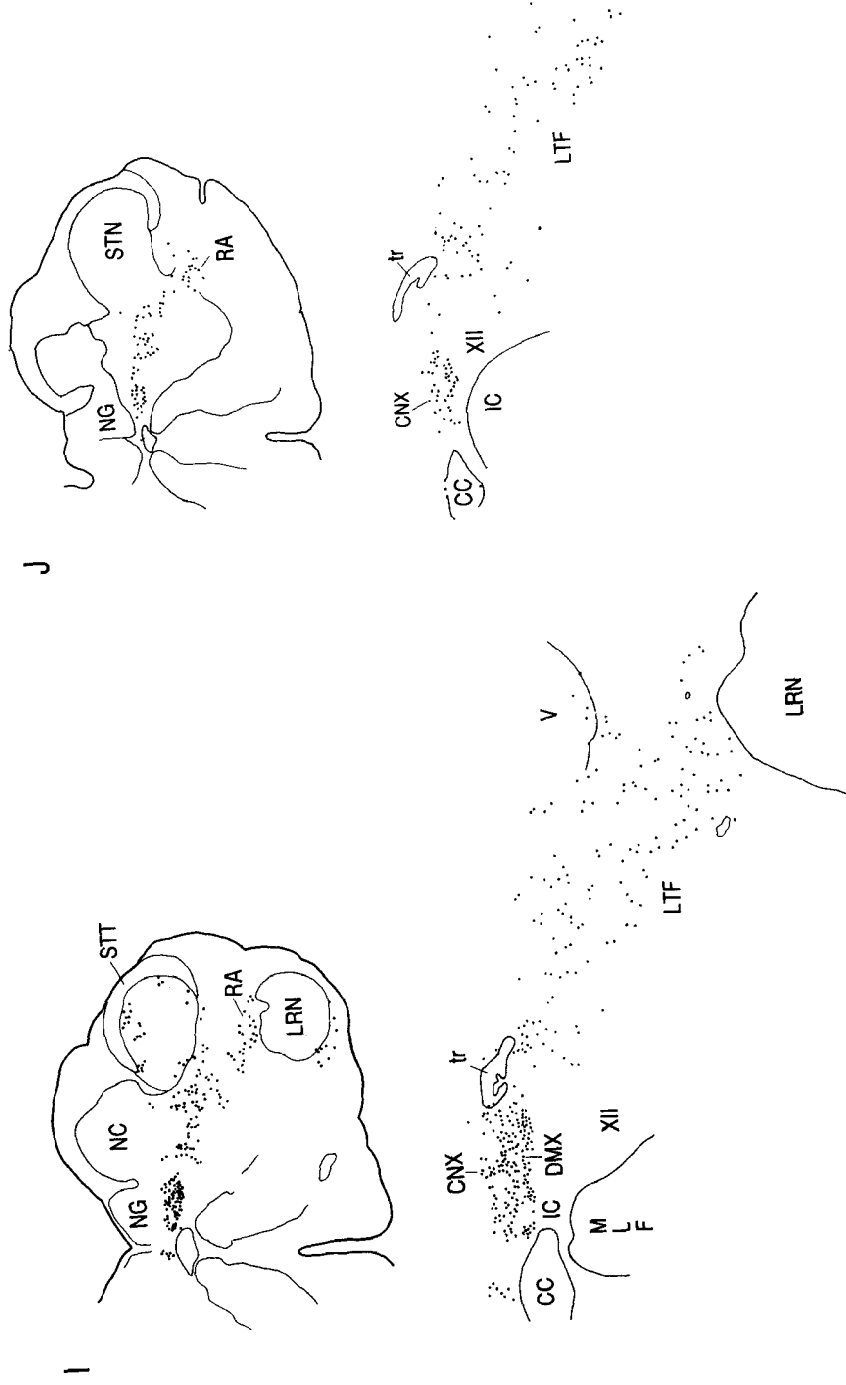 J
STN
RA
NG
tr
CNX
XII
IC
CC
LTF
I
STT
NC
NG
RA
LRN
V
LRN
LTF
tr
CNX
DMX
XII
IC
M
L
F
CC